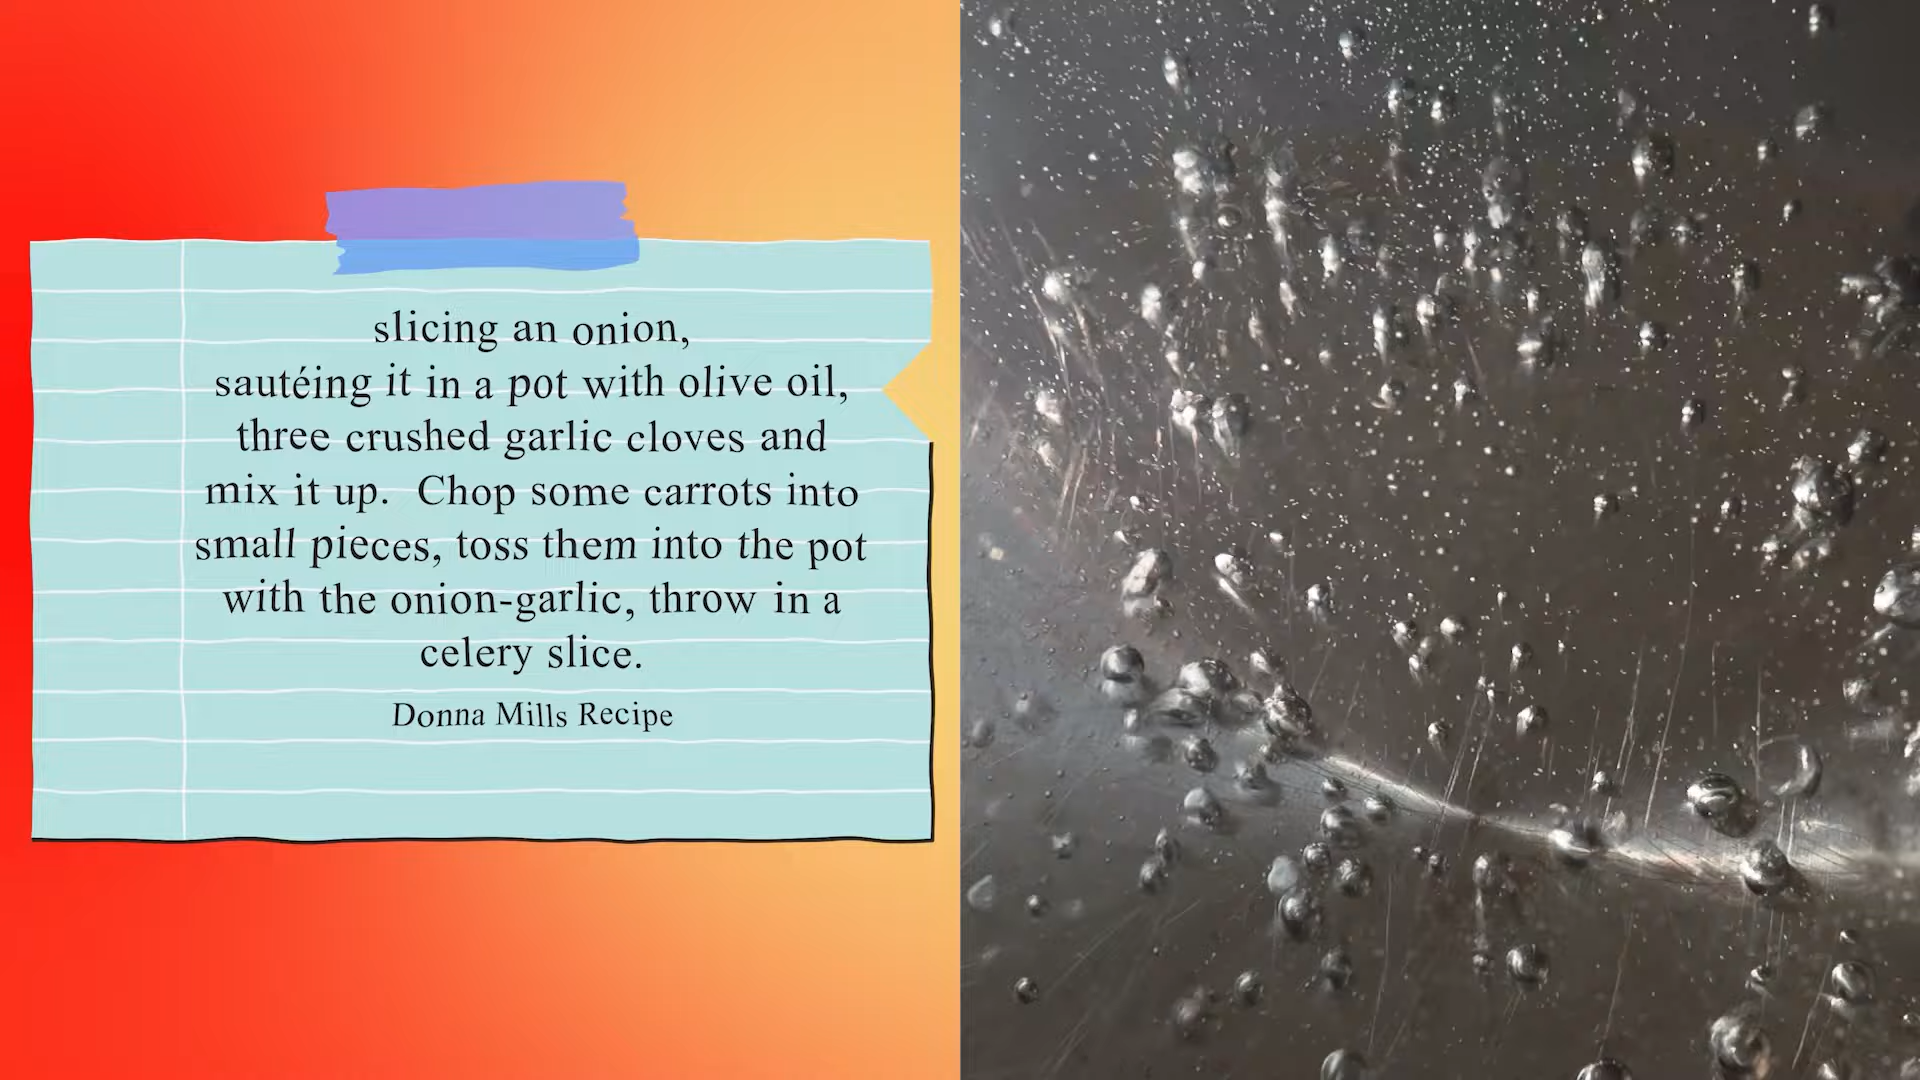 slicing an onion,
sautéing it in a pot with olive oil,
three crushed garlic cloves and
mix it up.  Chop some carrots into
small pieces, toss them into the pot
with the onion-garlic, throw in a
celery slice.
Donna Mills Recipe